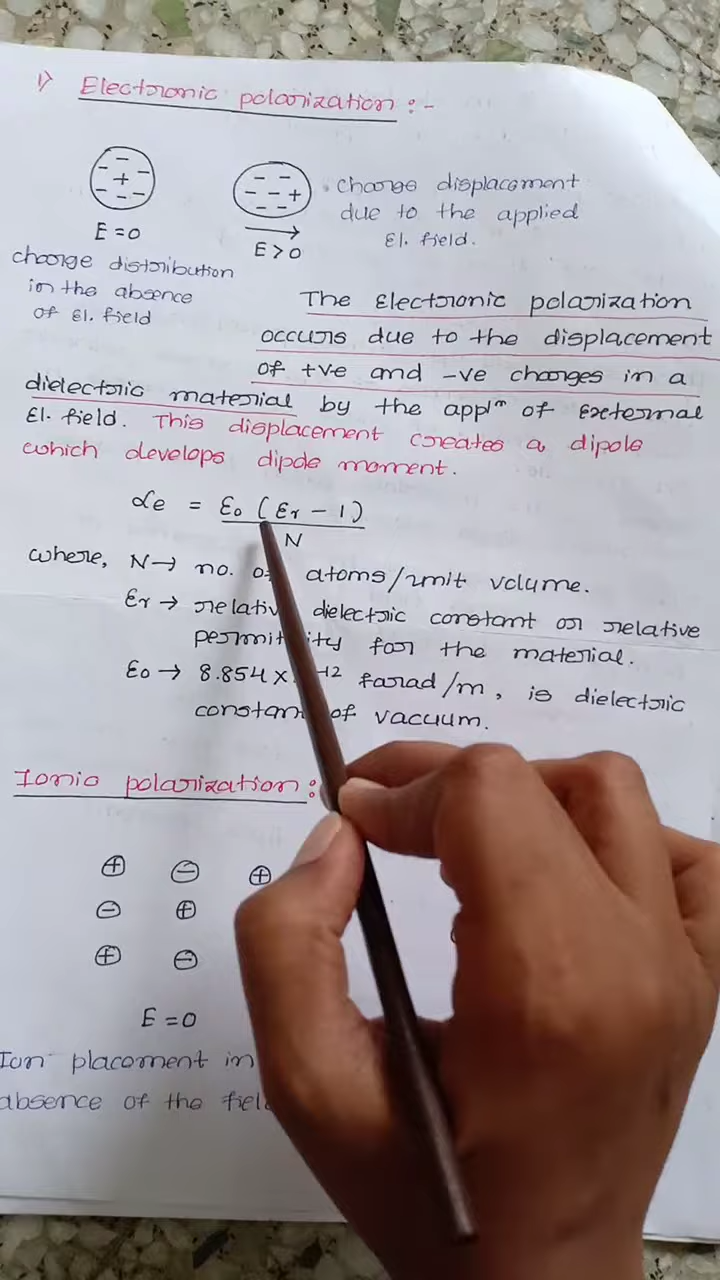 1) Electronic polarization :-
E = 0
E > 0
charge displacement
due to the applied
El. field.
charge distribution
in the absence
of El. field
The Electronic polarization
occurs due to the displacement
of +ve and -ve charges in a
dielectric material by the applⁿ of External
El. field. This displacement creates a dipole
which develops dipole moment.
αe = ε₀ (εr - 1)
N
where, N → no. of atoms/unit volume.
εr → relative dielectric constant or relative
permittivity for the material.
ε₀ → 8.854 × -12 farad/m, is dielectric
constant of vacuum.
Ionic polarization :
E = 0
Ion placement in
absence of the field